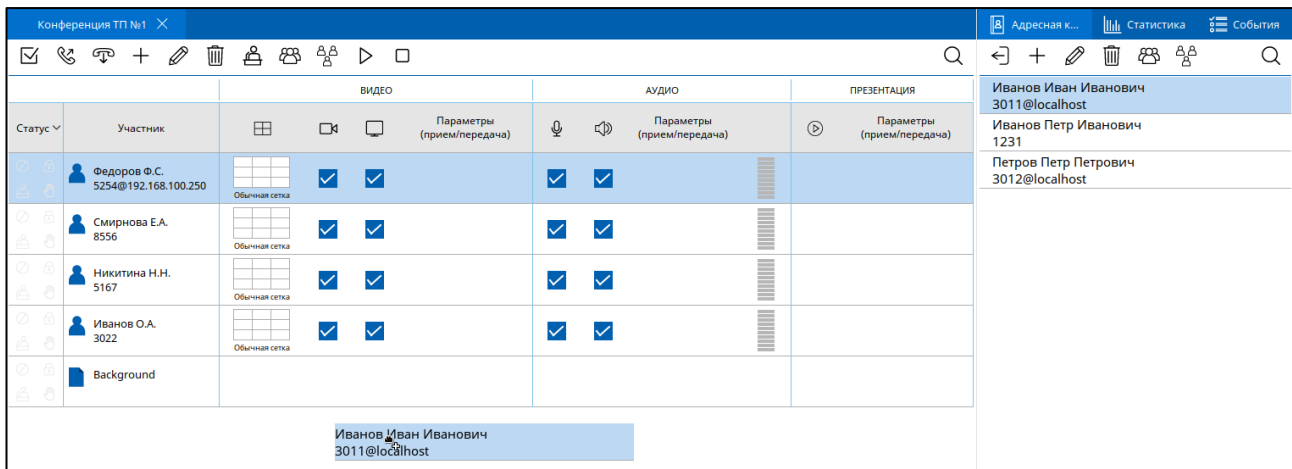 Конференция ТП №1
Адресная к...
Статистика
События
ВИДЕО
АУДИО
ПРЕЗЕНТАЦИЯ
Статус
Участник
Параметры
(прием/передача)
Параметры
(прием/передача)
Параметры
(прием/передача)
Федоров Ф.С.
5254@192.168.100.250
Обычная сетка
Смирнова Е.А.
8556
Обычная сетка
Никитина Н.Н.
5167
Обычная сетка
Иванов О.А.
3022
Обычная сетка
Background
Иванов Иван Иванович
3011@localhost
Иванов Иван Иванович
3011@localhost
Иванов Петр Иванович
1231
Петров Петр Петрович
3012@localhost